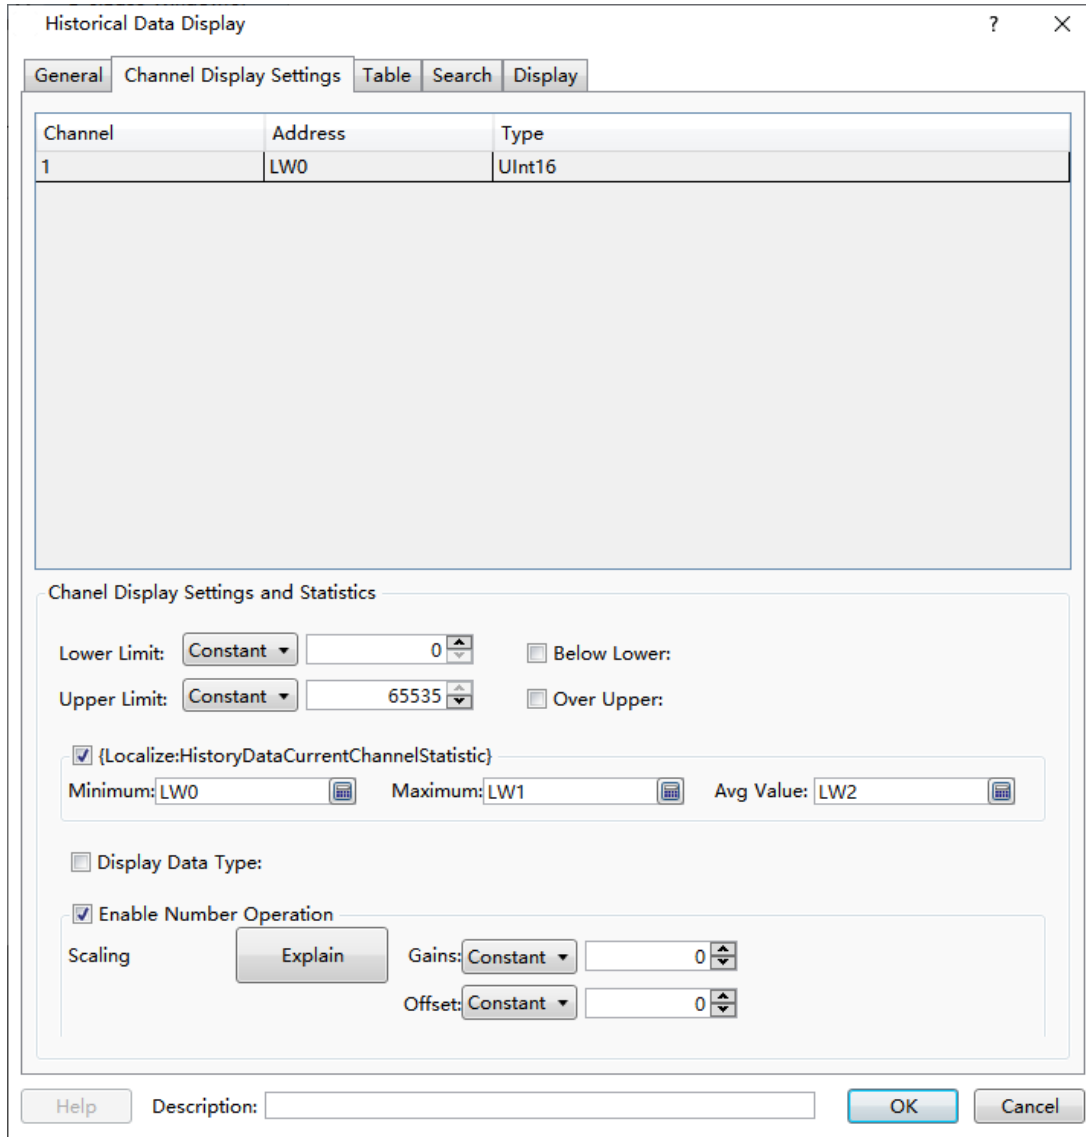 Historical Data Display ?
General Channel Display Settings Table Search Display
Channel Address Type
1 LW0 UInt16
Chanel Display Settings and Statistics
Lower Limit: Constant 0 Below Lower:
Upper Limit: Constant 65535 Over Upper:
{Localize:HistoryDataCurrentChannelStatistic}
Minimum: LW0 Maximum: LW1 Avg Value: LW2
Display Data Type:
Enable Number Operation
Scaling Explain Gains: Constant 0
Offset: Constant 0
Help Description: OK Cancel